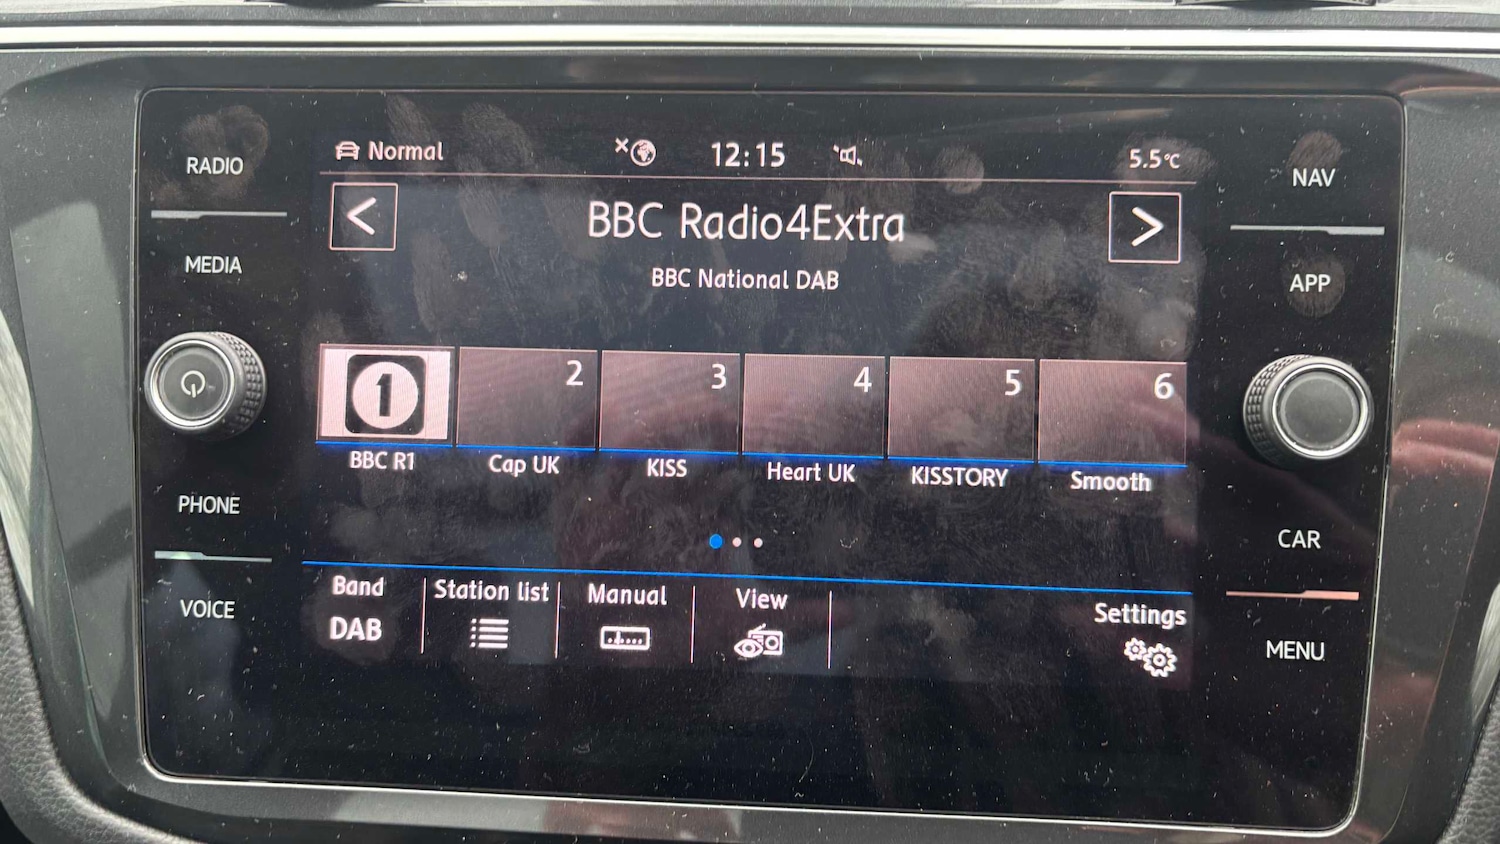 RADIO
MEDIA
PHONE
VOICE
Normal
12:15
5.5°C
<
BBC Radio4Extra
>
BBC National DAB
1
2
3
4
5
6
BBC R1
Cap UK
KISS
Heart UK
KISSTORY
Smooth
Band
DAB
Station list
Manual
View
Settings
NAV
APP
CAR
MENU